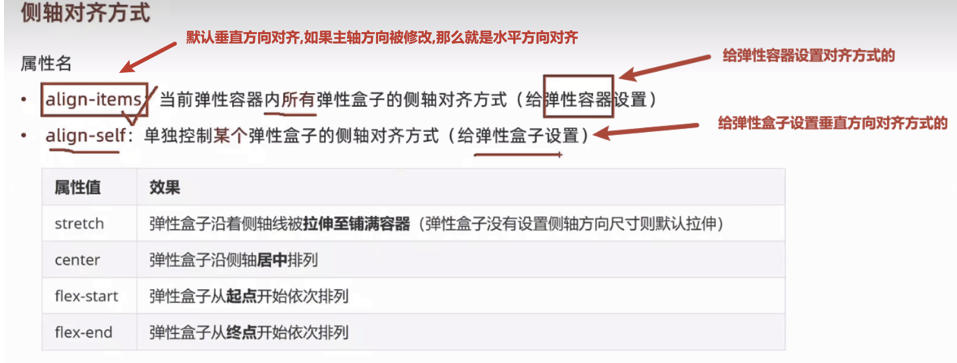 侧轴对齐方式
默认垂直方向对齐,如果主轴方向被修改,那么就是水平方向对齐
给弹性容器设置对齐方式的
属性名
• align-items：当前弹性容器内所有弹性盒子的侧轴对齐方式（给弹性容器设置）
给弹性盒子设置垂直方向对齐方式的
• align-self：单独控制某个弹性盒子的侧轴对齐方式（给弹性盒子设置）
属性值 效果
stretch 弹性盒子沿着侧轴线被拉伸至铺满容器（弹性盒子没有设置侧轴方向尺寸则默认拉伸）
center 弹性盒子沿侧轴居中排列
flex-start 弹性盒子从起点开始依次排列
flex-end 弹性盒子从终点开始依次排列